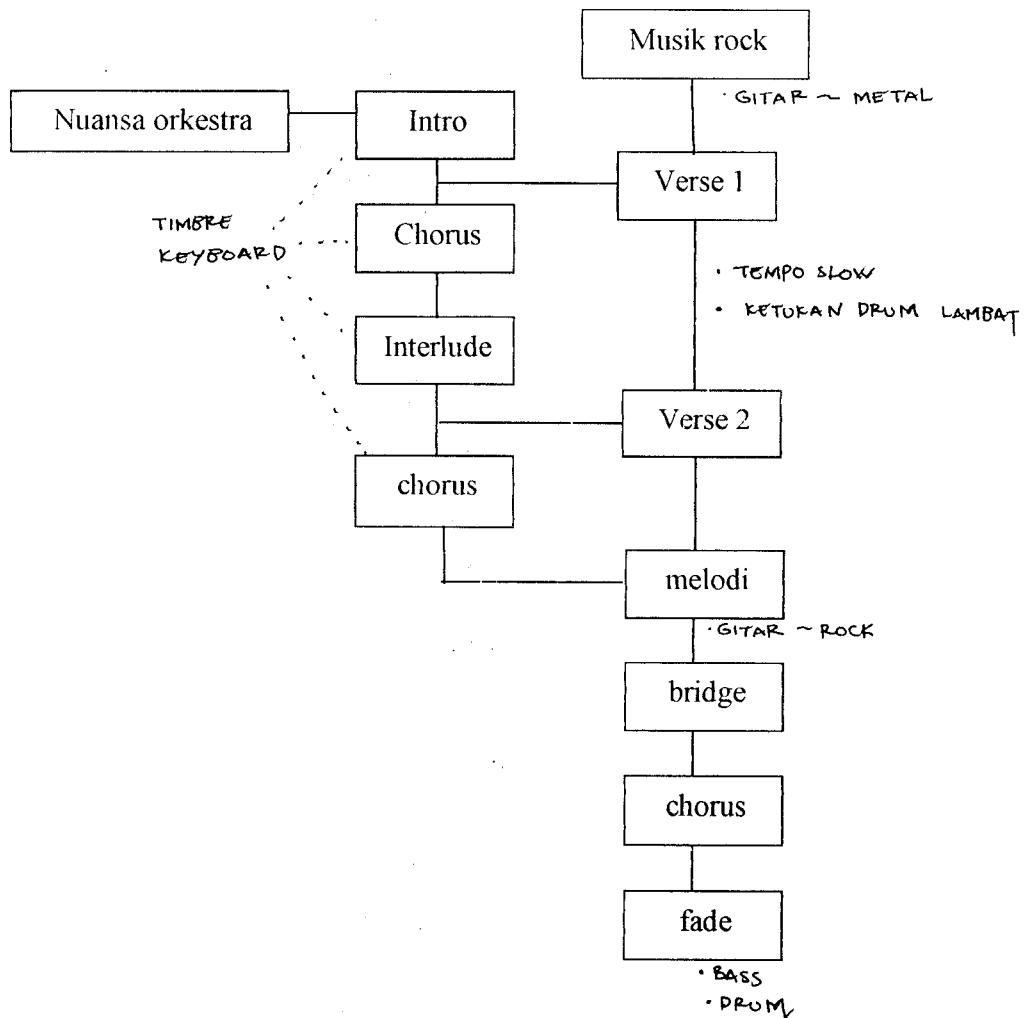 Musik rock
· GITAR ~ METAL
Nuansa orkestra
Intro
Verse 1
TIMBRE
KEYBOARD
Chorus
· TEMPO SLOW
· KETUKAN DRUM LAMBAT
Interlude
Verse 2
chorus
melodi
· GITAR ~ ROCK
bridge
chorus
fade
· BASS
· DRUM